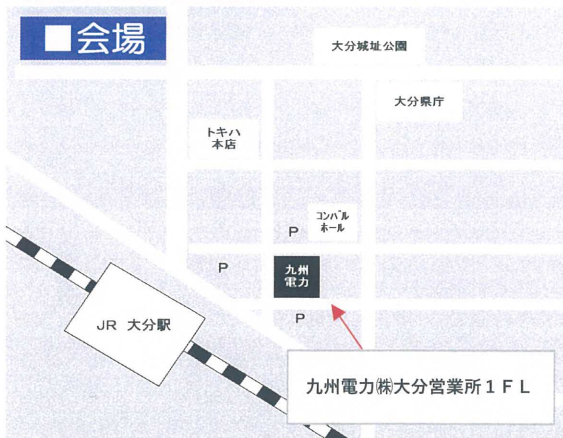 ■会場
大分城址公園
大分県庁
トキハ
本店
コンパル
ホール
P
P
九州
電力
P
JR 大分駅
九州電力㈱大分営業所1FL